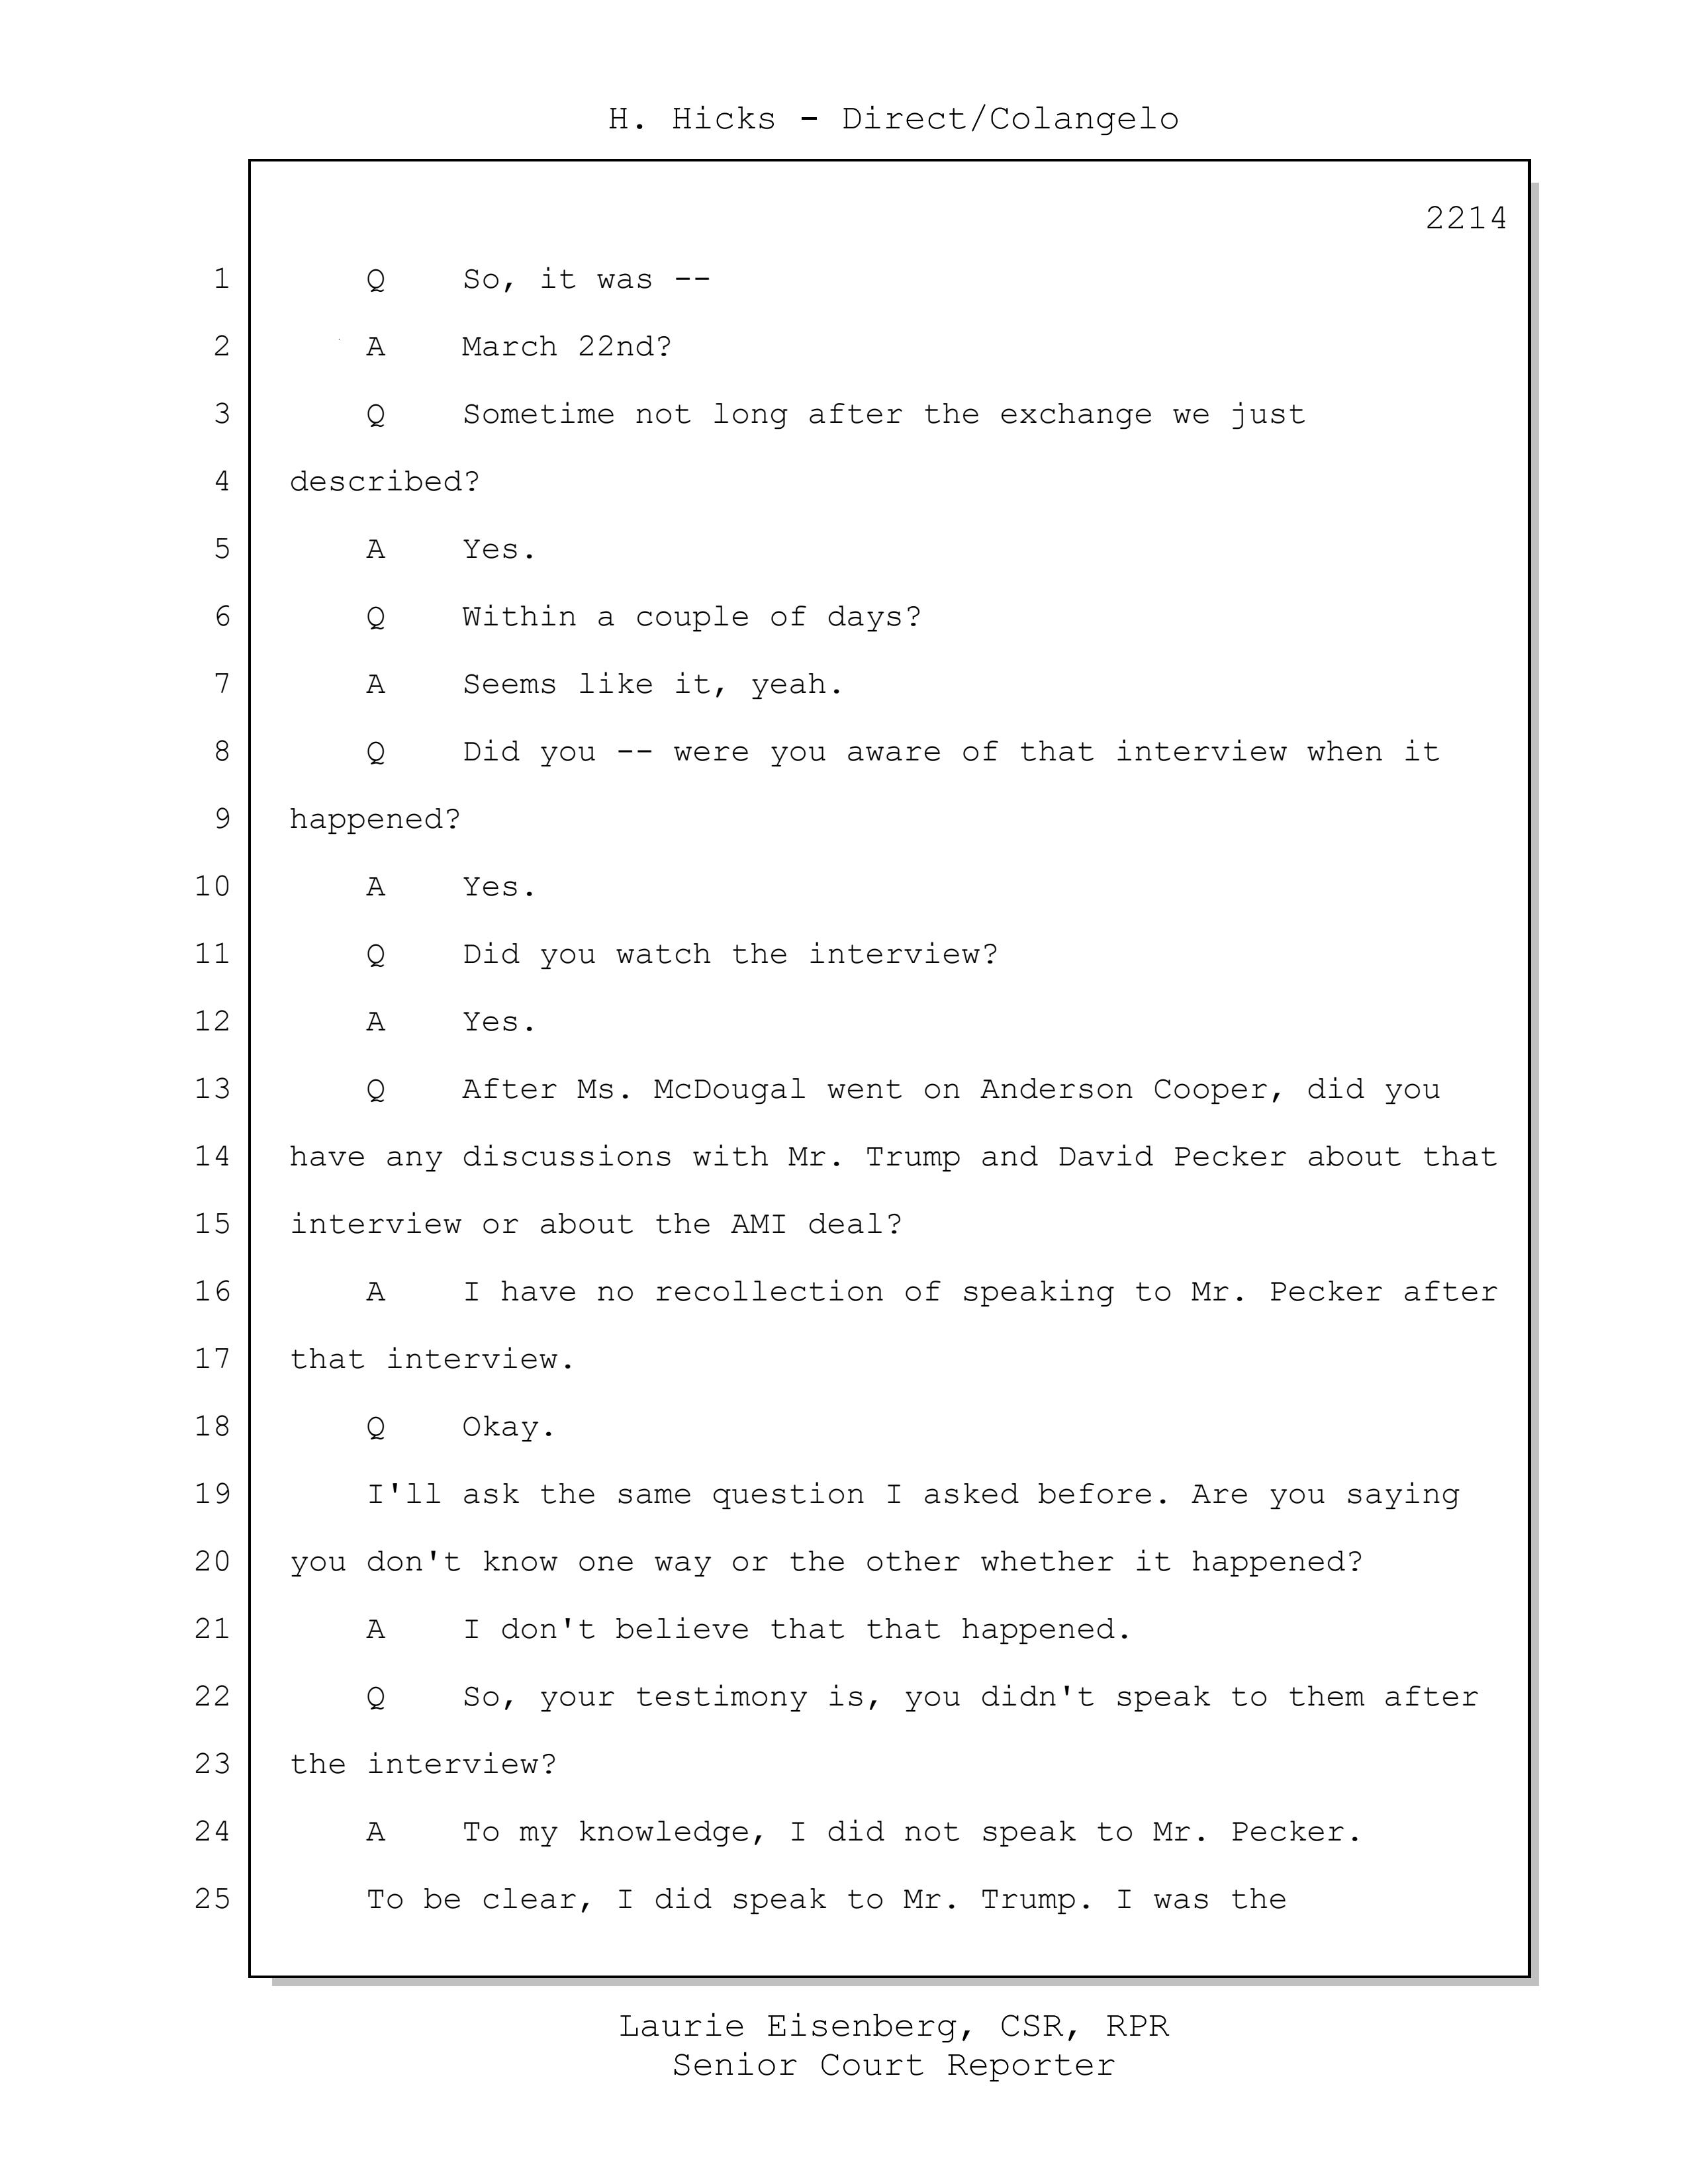 H. Hicks - Direct/Colangelo
2214
1 Q So, it was --
2 A March 22nd?
3 Q Sometime not long after the exchange we just
4 described?
5 A Yes.
6 Q Within a couple of days?
7 A Seems like it, yeah.
8 Q Did you -- were you aware of that interview when it
9 happened?
10 A Yes.
11 Q Did you watch the interview?
12 A Yes.
13 Q After Ms. McDougal went on Anderson Cooper, did you
14 have any discussions with Mr. Trump and David Pecker about that
15 interview or about the AMI deal?
16 A I have no recollection of speaking to Mr. Pecker after
17 that interview.
18 Q Okay.
19 I'll ask the same question I asked before. Are you saying
20 you don't know one way or the other whether it happened?
21 A I don't believe that that happened.
22 Q So, your testimony is, you didn't speak to them after
23 the interview?
24 A To my knowledge, I did not speak to Mr. Pecker.
25 To be clear, I did speak to Mr. Trump. I was the
Laurie Eisenberg, CSR, RPR
Senior Court Reporter